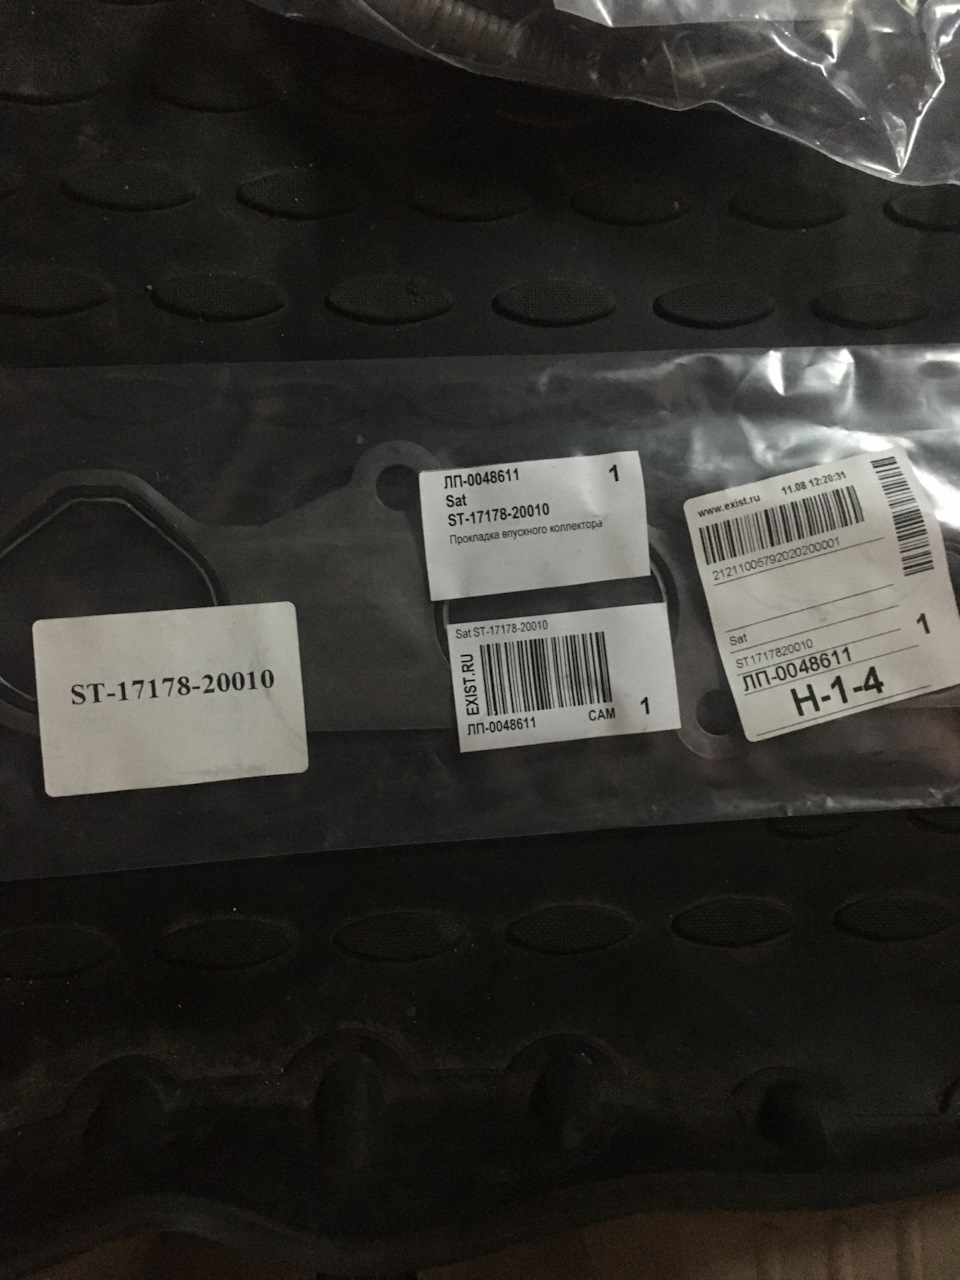 ST-17178-20010
ЛП-0048611 1
Sat
ST-17178-20010
Прокладка впускного коллектора
Sat ST-17178-20010
EXIST.RU
ЛП-0048611 САМ 1
www.exist.ru 11.08 12:20:31
21211005792020200001
Sat
ST1717820010 1
ЛП-0048611
Н-1-4